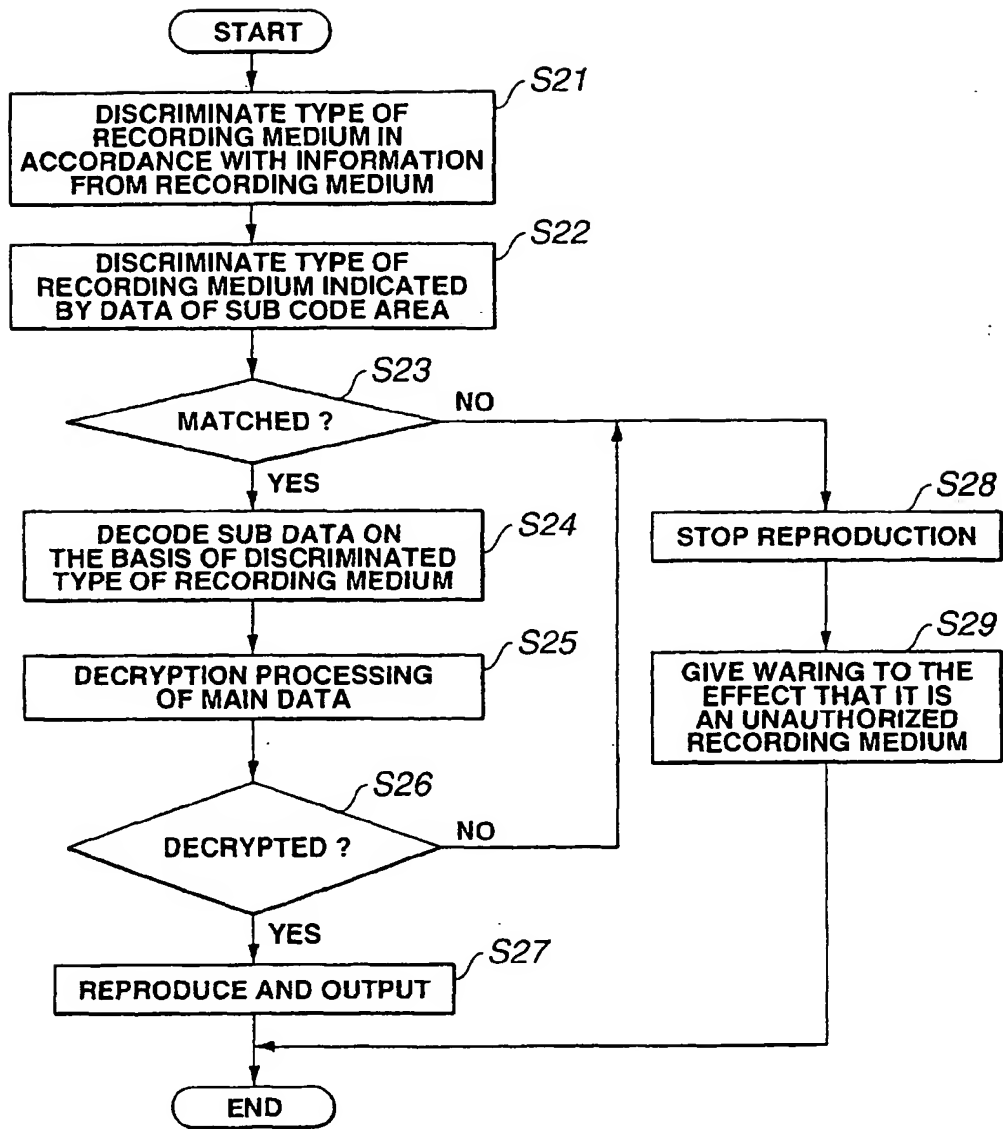 START
S21
DISCRIMINATE TYPE OF
RECORDING MEDIUM IN
ACCORDANCE WITH INFORMATION
FROM RECORDING MEDIUM
S22
DISCRIMINATE TYPE OF
RECORDING MEDIUM INDICATED
BY DATA OF SUB CODE AREA
S23
MATCHED ?
NO
YES
S24
DECODE SUB DATA ON
THE BASIS OF DISCRIMINATED
TYPE OF RECORDING MEDIUM
S25
DECRYPTION PROCESSING
OF MAIN DATA
S26
DECRYPTED ?
NO
YES
S27
REPRODUCE AND OUTPUT
S28
STOP REPRODUCTION
S29
GIVE WARING TO THE
EFFECT THAT IT IS
AN UNAUTHORIZED
RECORDING MEDIUM
END